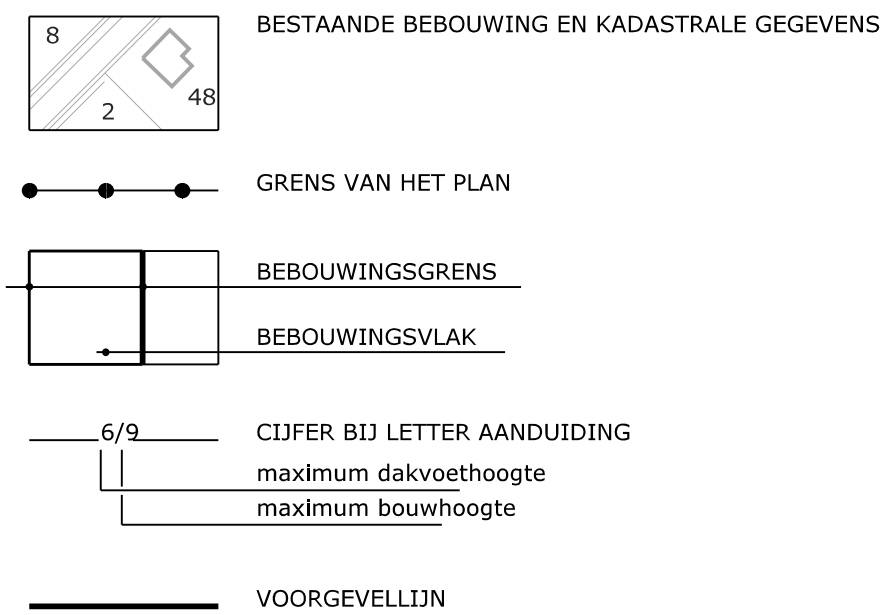 BESTAANDE BEBOUWING EN KADASTRALE GEGEVENS
8
48
2
GRENS VAN HET PLAN
BEBOUWINGSGRENS
BEBOUWINGSVLAK
6/9 CIJFER BIJ LETTER AANDUIDING
maximum dakvoethoogte
maximum bouwhoogte
VOORGEVELLIJN